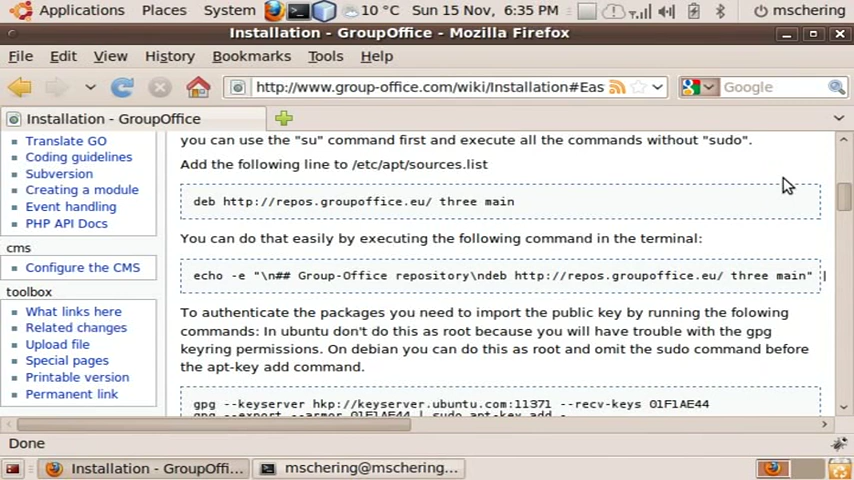 Applications Places System 10 °C Sun 15 Nov, 6:35 PM mschering
Installation - GroupOffice - Mozilla Firefox
File Edit View History Bookmarks Tools Help
http://www.group-office.com/wiki/Installation#Eas Google
Installation - GroupOffice
Translate GO
Coding guidelines
Subversion
Creating a module
Event handling
PHP API Docs
cms
Configure the CMS
toolbox
What links here
Related changes
Upload file
Special pages
Printable version
Permanent link
you can use the "su" command first and execute all the commands without "sudo".
Add the following line to /etc/apt/sources.list
deb http://repos.groupoffice.eu/ three main
You can do that easily by executing the following command in the terminal:
echo -e "\n## Group-Office repository\ndeb http://repos.groupoffice.eu/ three main" |
To authenticate the packages you need to import the public key by running the following
commands: In ubuntu don't do this as root because you will have trouble with the gpg
keyring permissions. On debian you can do this as root and omit the sudo command before
the apt-key add command.
gpg --keyserver hkp://keyserver.ubuntu.com:11371 --recv-keys 01F1AE44
gpg --export --armor 01F1AE44 | sudo apt-key add -
Done
Installation - GroupOffi... mschering@mschering...